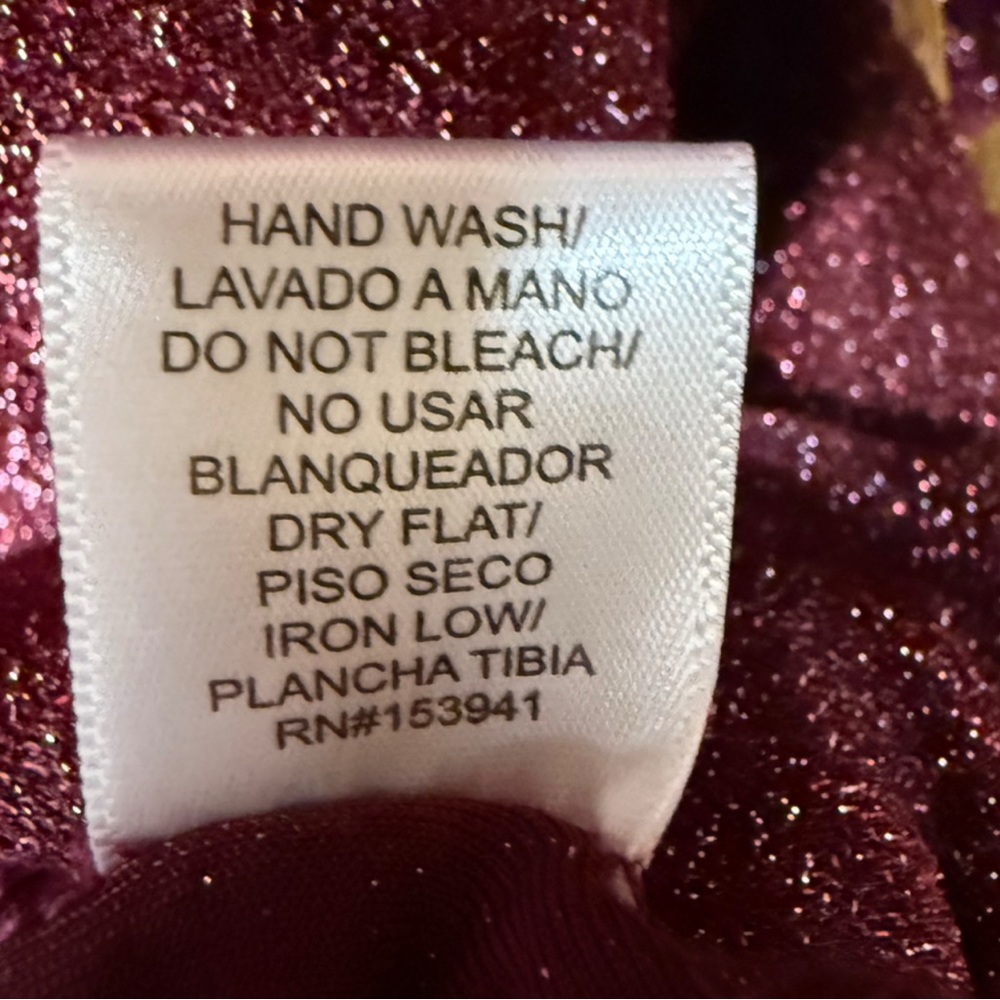 HAND WASH/
LAVADO A MANO
DO NOT BLEACH/
NO USAR
BLANQUEADOR
DRY FLAT/
PISO SECO
IRON LOW/
PLANCHA TIBIA
RN#153941